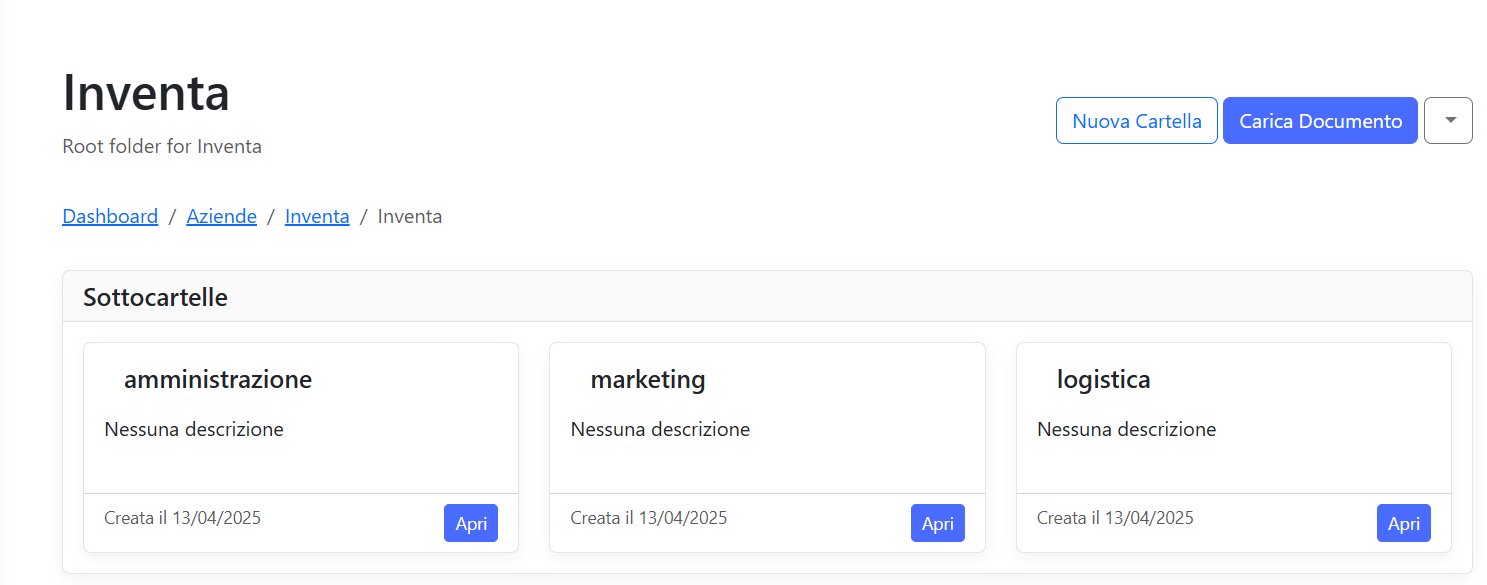 Inventa
Root folder for Inventa
Nuova Cartella
Carica Documento
Dashboard / Aziende / Inventa / Inventa
Sottocartelle
amministrazione
Nessuna descrizione
Creata il 13/04/2025
Apri
marketing
Nessuna descrizione
Creata il 13/04/2025
Apri
logistica
Nessuna descrizione
Creata il 13/04/2025
Apri